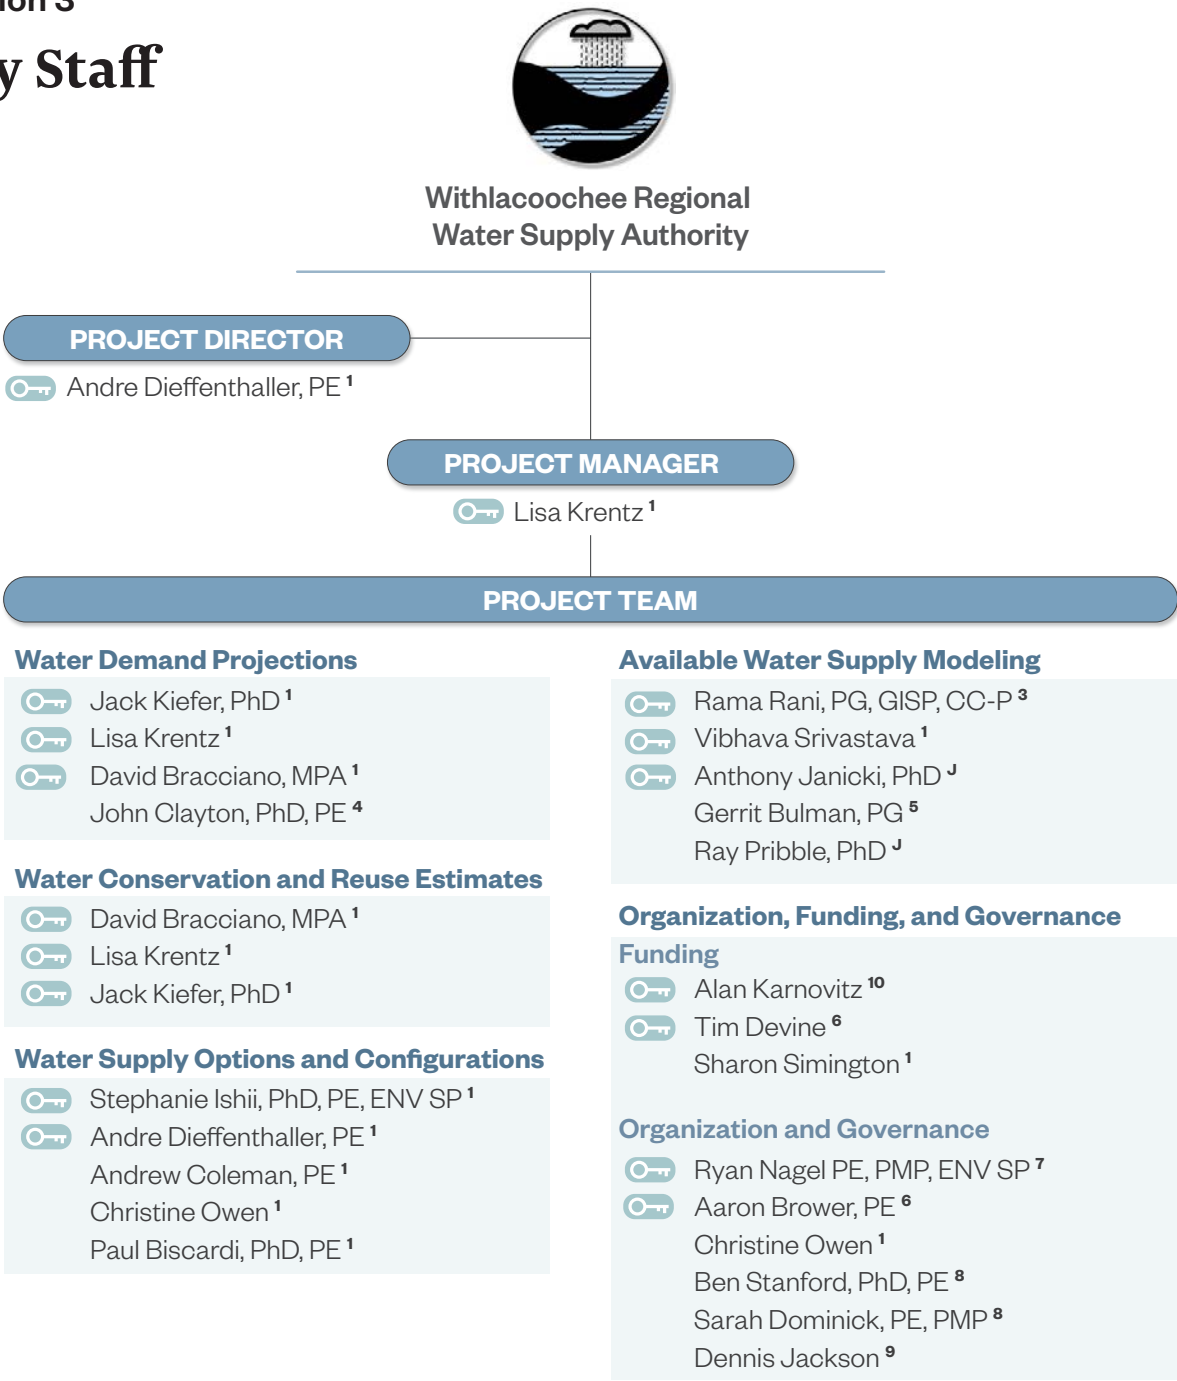 y Staff
Withlacoochee Regional
Water Supply Authority
PROJECT DIRECTOR
Andre Dieffenthaller, PE 1
PROJECT MANAGER
Lisa Krentz 1
PROJECT TEAM
Water Demand Projections
Jack Kiefer, PhD 1
Lisa Krentz 1
David Bracciano, MPA 1
John Clayton, PhD, PE 4
Water Conservation and Reuse Estimates
David Bracciano, MPA 1
Lisa Krentz 1
Jack Kiefer, PhD 1
Water Supply Options and Configurations
Stephanie Ishii, PhD, PE, ENV SP 1
Andre Dieffenthaller, PE 1
Andrew Coleman, PE 1
Christine Owen 1
Paul Biscardi, PhD, PE 1
Available Water Supply Modeling
Rama Rani, PG, GISP, CC-P 3
Vibhava Srivastava 1
Anthony Janicki, PhD J
Gerrit Bulman, PG 5
Ray Pribble, PhD J
Organization, Funding, and Governance
Funding
Alan Karnovitz 10
Tim Devine 6
Sharon Simington 1
Organization and Governance
Ryan Nagel PE, PMP, ENV SP 7
Aaron Brower, PE 6
Christine Owen 1
Ben Stanford, PhD, PE 8
Sarah Dominick, PE, PMP 8
Dennis Jackson 9